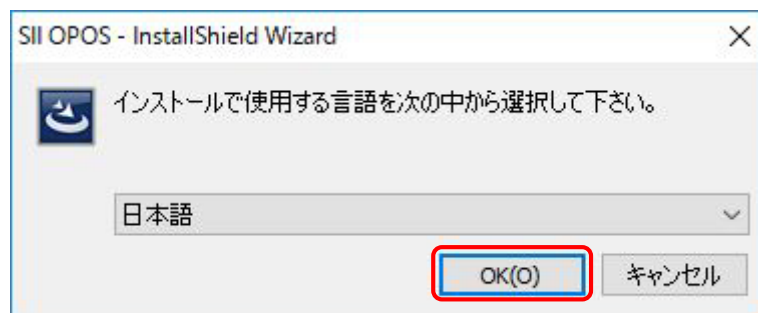 SII OPOS - InstallShield Wizard
インストールで使用する言語を次の中から選択して下さい。
日本語
OK(O)
キャンセル